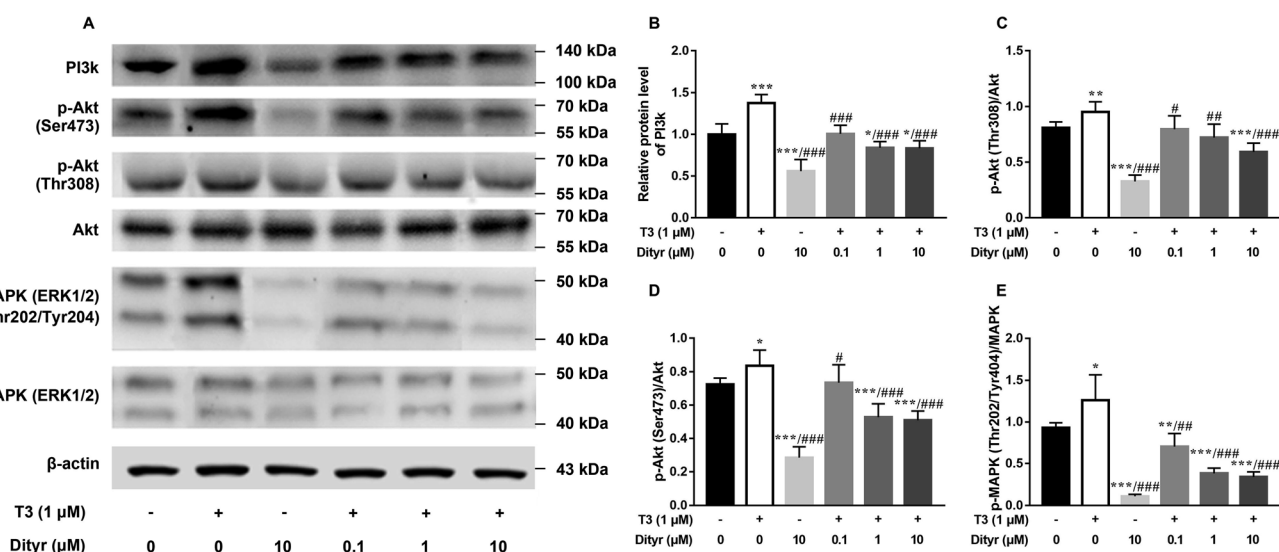 A
PI3k
140 kDa
100 kDa
p-Akt
(Ser473)
70 kDa
55 kDa
p-Akt
(Thr308)
70 kDa
55 kDa
Akt
70 kDa
55 kDa
APK (ERK1/2)
hr202/Tyr204)
50 kDa
40 kDa
APK (ERK1/2)
50 kDa
40 kDa
β-actin
43 kDa
T3 (1 μM) - + - + + +
Dityr (μM) 0 0 10 0.1 1 10
B
Relative protein level
of PI3k
2.0
1.5
1.0
0.5
0.0
***
***/###
###
*/###
*/###
T3 (1 μM) - + - + + +
Dityr (μM) 0 0 10 0.1 1 10
C
p-Akt (Thr308)/Akt
1.5
1.0
0.5
0.0
**
***/###
#
##
***/###
T3 (1 μM) - + - + + +
Dityr (μM) 0 0 10 0.1 1 10
D
p-Akt (Ser473)/Akt
0.8
0.6
0.4
0.2
0.0
*
***/###
#
***/###
***/###
T3 (1 μM) - + - + + +
Dityr (μM) 0 0 10 0.1 1 10
E
p-MAPK (Thr202/Tyr404)/MAPK
2.0
1.5
1.0
0.5
0.0
*
***/###
**/##
***/###
***/###
T3 (1 μM) - + - + + +
Dityr (μM) 0 0 10 0.1 1 10